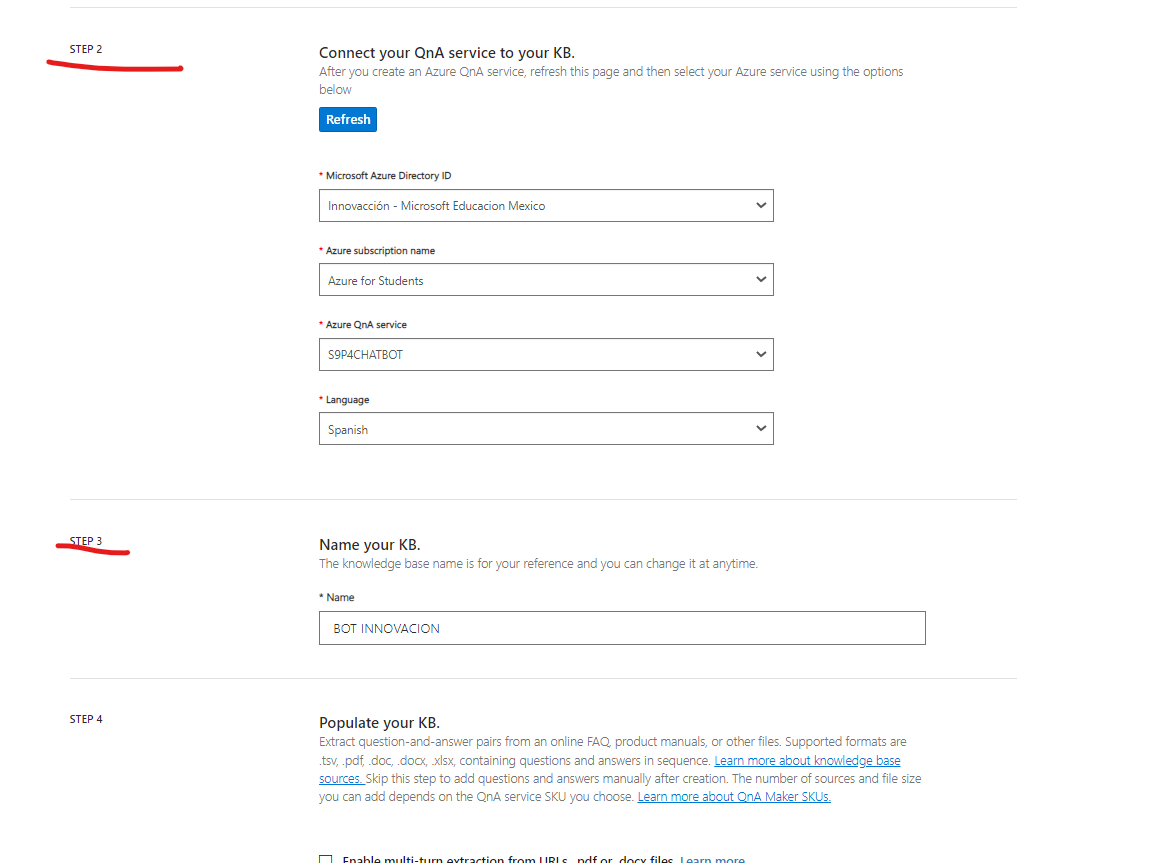 STEP 2
Connect your QnA service to your KB.
After you create an Azure QnA service, refresh this page and then select your Azure service using the options
below
Refresh
* Microsoft Azure Directory ID
Innovacción - Microsoft Educacion Mexico
* Azure subscription name
Azure for Students
* Azure QnA service
S9P4CHATBOT
* Language
Spanish
STEP 3
Name your KB.
The knowledge base name is for your reference and you can change it at anytime.
* Name
BOT INNOVACION
STEP 4
Populate your KB.
Extract question-and-answer pairs from an online FAQ, product manuals, or other files. Supported formats are
.tsv, .pdf, .doc, .docx, .xlsx, containing questions and answers in sequence. Learn more about knowledge base
sources. Skip this step to add questions and answers manually after creation. The number of sources and file size
you can add depends on the QnA service SKU you choose. Learn more about QnA Maker SKUs.
Enable multi-turn extraction from URLs, .pdf or .docx files. Learn more